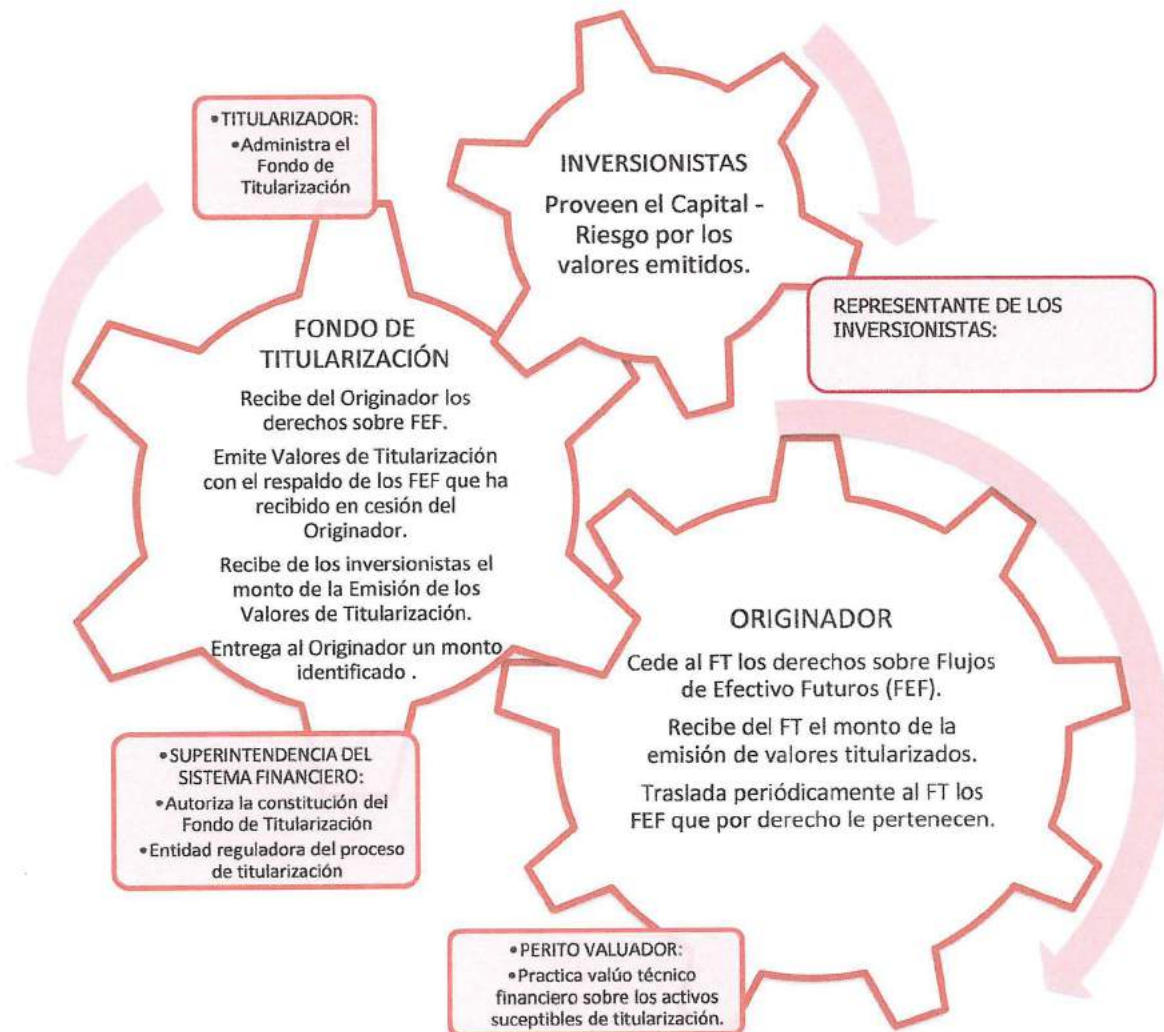 •TITULARIZADOR:
•Administra el
Fondo de
Titularización
INVERSIONISTAS
Proveen el Capital -
Riesgo por los
valores emitidos.
REPRESENTANTE DE LOS
INVERSIONISTAS:
FONDO DE
TITULARIZACIÓN
Recibe del Originador los
derechos sobre FEF.
Emite Valores de Titularización
con el respaldo de los FEF que ha
recibido en cesión del
Originador.
Recibe de los inversionistas el
monto de la Emisión de los
Valores de Titularización.
Entrega al Originador un monto
identificado .
ORIGINADOR
Cede al FT los derechos sobre Flujos
de Efectivo Futuros (FEF).
Recibe del FT el monto de la
emisión de valores titularizados.
Traslada periódicamente al FT los
FEF que por derecho le pertenecen.
•SUPERINTENDENCIA DEL
SISTEMA FINANCIERO:
•Autoriza la constitución del
Fondo de Titularización
•Entidad reguladora del proceso
de titularización
•PERITO VALUADOR:
•Practica valúo técnico
financiero sobre los activos
suceptibles de titularización.